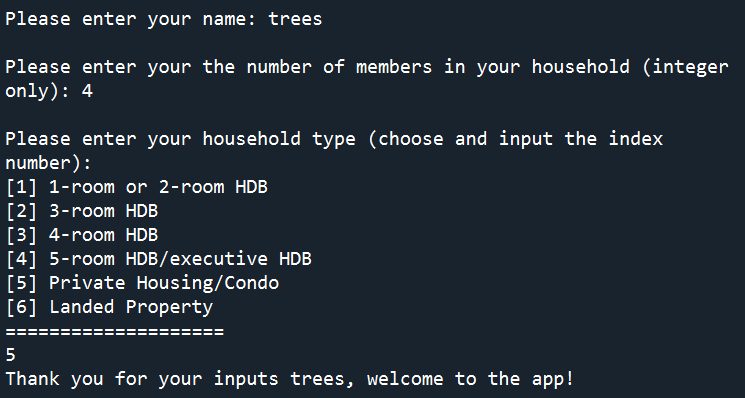 Please enter your name: trees
Please enter your the number of members in your household (integer
only): 4
Please enter your household type (choose and input the index
number):
[1] 1-room or 2-room HDB
[2] 3-room HDB
[3] 4-room HDB
[4] 5-room HDB/executive HDB
[5] Private Housing/Condo
[6] Landed Property
====================
5
Thank you for your inputs trees, welcome to the app!